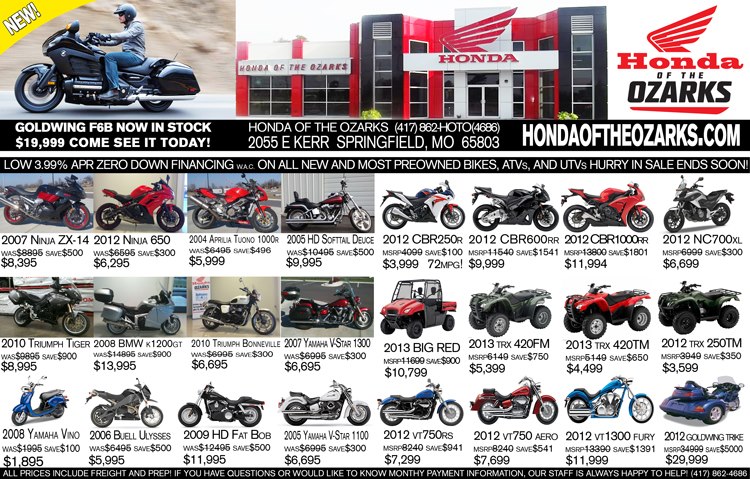 NEW!
HONDA OF THE OZARKS
HONDA
Honda
OF THE
OZARKS
GOLDWING F6B NOW IN STOCK
$19,999 COME SEE IT TODAY!
HONDA OF THE OZARKS (417) 862-HOTO(4686)
2055 E KERR SPRINGFIELD, MO 65803
HONDAOFTHEOZARKS.COM
LOW 3.99% APR ZERO DOWN FINANCING W.A.C. ON ALL NEW AND MOST PREOWNED BIKES, ATVs, AND UTVs HURRY IN SALE ENDS SOON!
2007 NINJA ZX-14
WAS$8895 SAVE$500
$8,395
2012 NINJA 650
WAS$6595 SAVE$300
$6,295
2004 APRILIA TUONO 1000R
WAS$6495 SAVE$496
$5,999
2005 HD SOFTTAIL DEUCE
WAS$10495 SAVE$500
$9,995
2012 CBR250R
MSRP$4099 SAVE$100
$3,999 72MPG!
2012 CBR600RR
MSRP$11540 SAVE$1541
$9,999
2012 CBR1000RR
MSRP$13800 SAVE$1801
$11,994
2012 NC700XL
WAS$6999 SAVE$300
$6,699
2010 TRIUMPH TIGER
WAS$9895 SAVE$900
$8,995
2008 BMW K1200GT
WAS$14895 SAVE$900
$13,995
2010 TRIUMPH BONNEVILLE
WAS$6995 SAVE$300
$6,695
2007 YAMAHA V-STAR 1300
WAS$6995 SAVE$300
$6,695
2013 BIG RED
MSRP$11699 SAVE$900
$10,799
2013 TRX 420FM
MSRP$6149 SAVE$750
$5,399
2013 TRX 420TM
MSRP$5149 SAVE$650
$4,499
2012 TRX 250TM
MSRP$3949 SAVE$350
$3,599
2008 YAMAHA VINO
WAS$1995 SAVE$100
$1,895
2006 BUELL ULYSSES
WAS$6495 SAVE$500
$5,995
2009 HD FAT BOB
WAS$12495 SAVE$500
$11,995
2005 YAMAHA V-STAR 1100
WAS$6995 SAVE$300
$6,695
2012 VT750RS
MSRP$8240 SAVE$941
$7,299
2012 VT750 AERO
MSRP$8240 SAVE$541
$7,699
2012 VT1300 FURY
MSRP$13390 SAVE$1391
$11,999
2012 GOLDWING TRIKE
MSRP$34999 SAVE$5000
$29,999
ALL PRICES INCLUDE FREIGHT AND PREP! IF YOU HAVE QUESTIONS OR WOULD LIKE TO KNOW MONTHY PAYMENT INFORMATION, OUR STAFF IS ALWAYS HAPPY TO HELP! (417) 862-4686